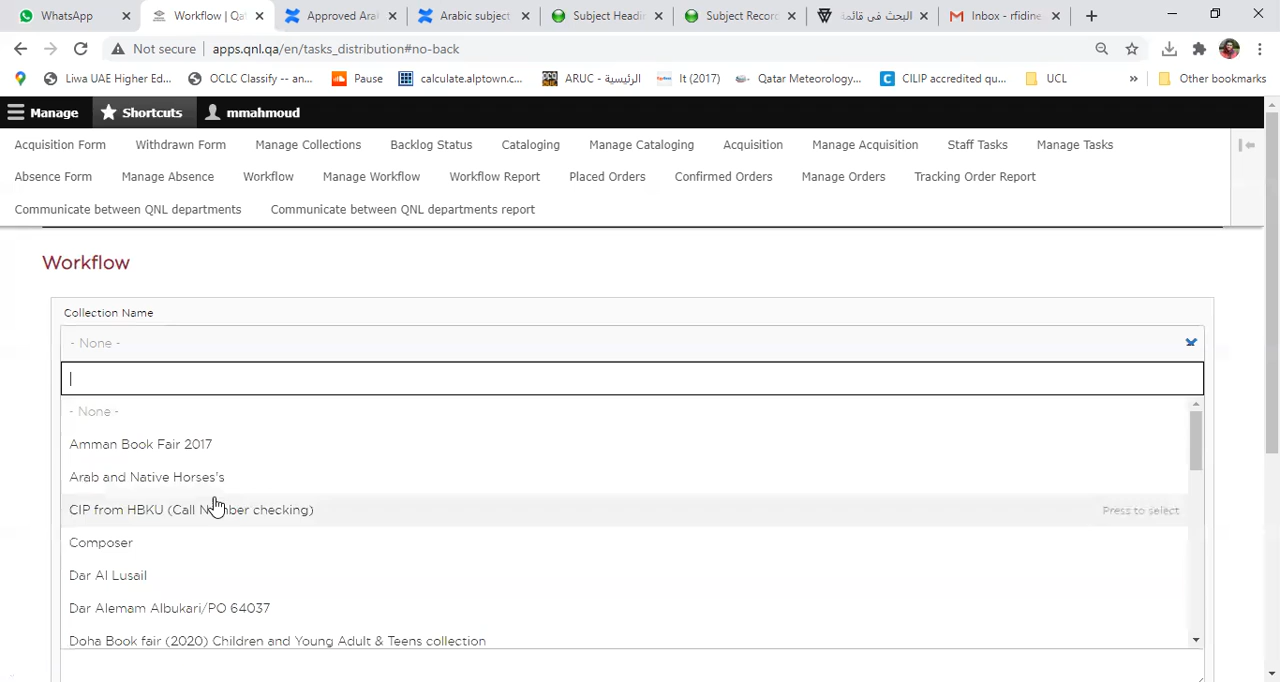 WhatsApp
Workflow | Qa
Approved Ara
Arabic subject
Subject Headi
Subject Recor
البحث في قائمة
Inbox - rfidine
Not secure apps.qnl.qa/en/tasks_distribution#no-back
Liwa UAE Higher Ed... OCLC Classify -- an... Pause calculate.alptown.c... ARUC - الرئيسية It (2017) Qatar Meteorology... CILIP accredited qu... UCL » Other bookmarks
Manage Shortcuts mmahmoud
Acquisition Form Withdrawn Form Manage Collections Backlog Status Cataloging Manage Cataloging Acquisition Manage Acquisition Staff Tasks Manage Tasks
Absence Form Manage Absence Workflow Manage Workflow Workflow Report Placed Orders Confirmed Orders Manage Orders Tracking Order Report
Communicate between QNL departments Communicate between QNL departments report
Workflow
Collection Name
- None -
- None -
Amman Book Fair 2017
Arab and Native Horses's
CIP from HBKU (Call Number checking) Press to select
Composer
Dar Al Lusail
Dar Alemam Albukari/PO 64037
Doha Book fair (2020) Children and Young Adult & Teens collection